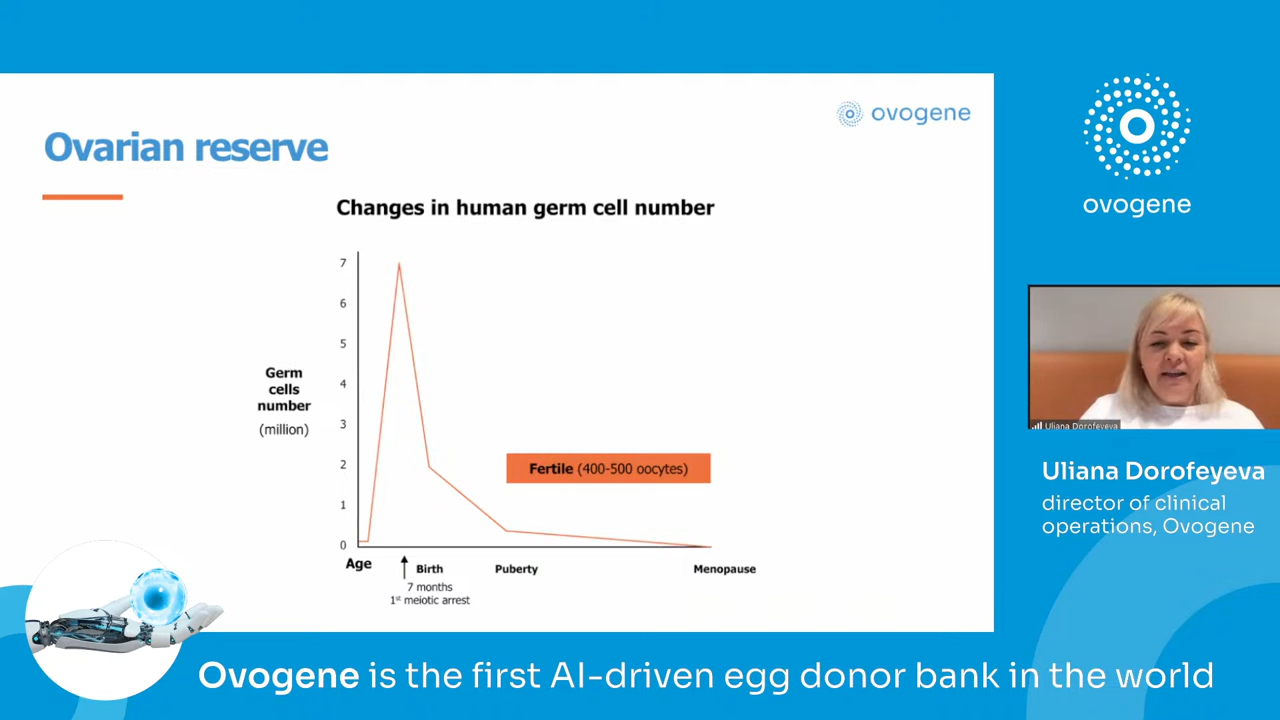 ovogene
Ovarian reserve
Changes in human germ cell number
7
6
5
4
3
2
1
0
Germ
cells
number
(million)
Fertile (400-500 oocytes)
Age
Birth
Puberty
Menopause
7 months
1st meiotic arrest
ovogene
Uliana Dorofeyeva
Uliana Dorofeyeva
director of clinical
operations, Ovogene
Ovogene is the first AI-driven egg donor bank in the world